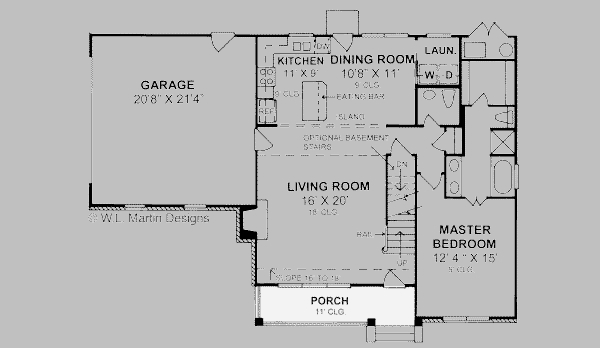 GARAGE
20'8" X 21'4"
KITCHEN
11' X 9'
9' CLG.
DW
REF.
DINING ROOM
10'8" X 11'
9' CLG
EATING BAR
ISLAND
LAUN.
W D
OPTIONAL BASEMENT
STAIRS
DN
LIVING ROOM
16' X 20'
18' CLG
RAIL
UP
SLOPE 16' TO 18'
MASTER
BEDROOM
12' 4" X 15'
9' CLG
PORCH
11' CLG.
© W.L. Martin Designs